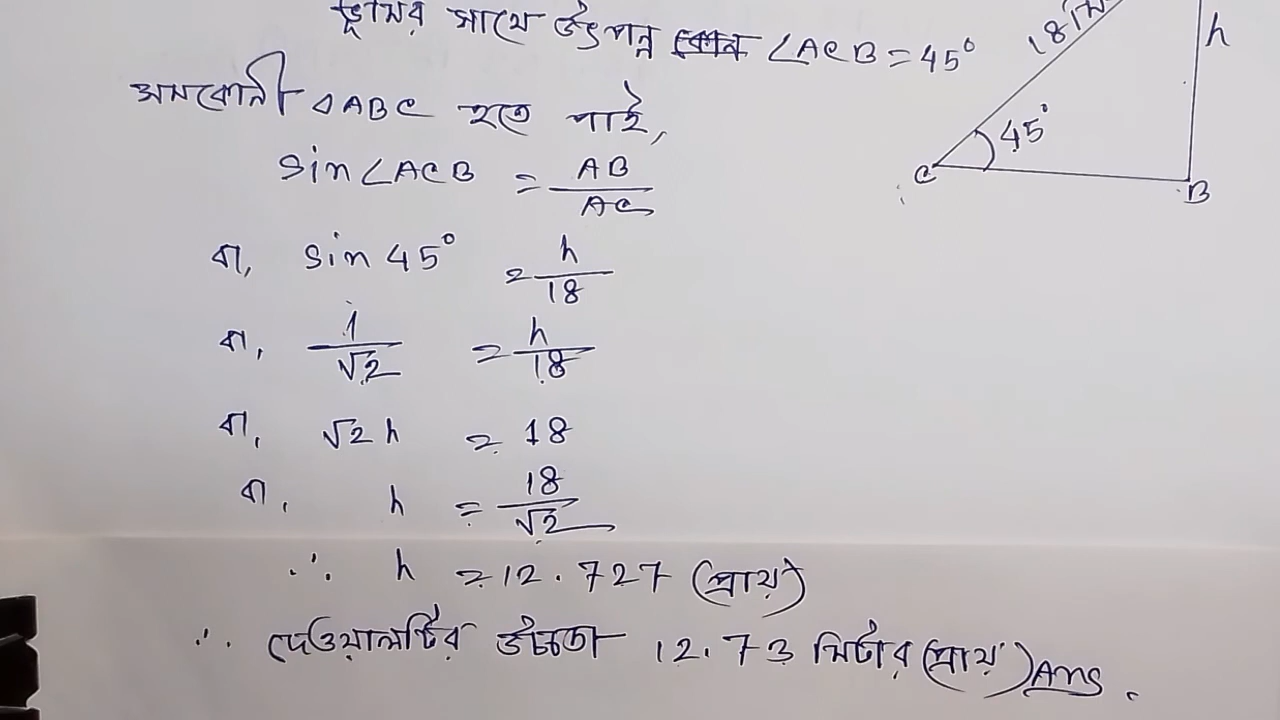 ভূমির সাথে উৎপন্ন কোন ∠ACB = 45°
18 মি
h
সমকোনী △ABC হতে পাই,
45°
C
B
sin∠ACB = AB/AC
বা, sin 45° = h/18
বা, 1/√2 = h/18
বা, √2 h = 18
বা, h = 18/√2
∴ h = 12.727 (প্রায়)
∴ দেওয়ালটির উচ্চতা 12.73 মিটার (প্রায়) Ans.